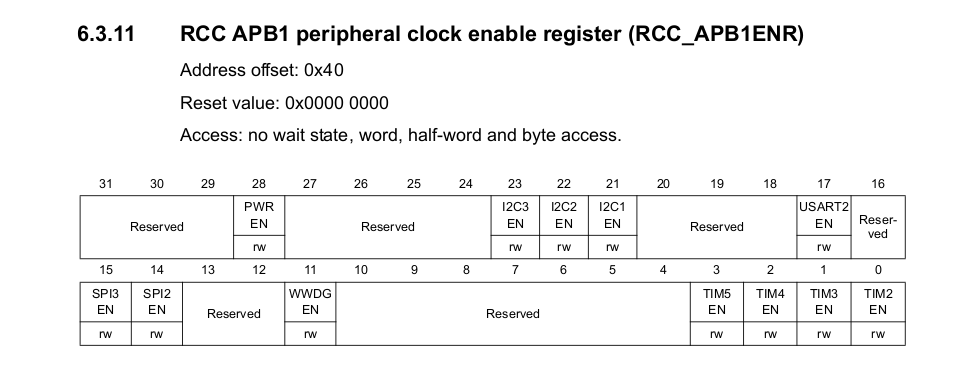 6.3.11 RCC APB1 peripheral clock enable register (RCC_APB1ENR)
Address offset: 0x40
Reset value: 0x0000 0000
Access: no wait state, word, half-word and byte access.
31 30 29 28 27 26 25 24 23 22 21 20 19 18 17 16
Reserved PWR EN Reserved I2C3 EN I2C2 EN I2C1 EN Reserved USART2 EN Reser-ved
rw rw rw rw rw
15 14 13 12 11 10 9 8 7 6 5 4 3 2 1 0
SPI3 EN SPI2 EN Reserved WWDG EN Reserved TIM5 EN TIM4 EN TIM3 EN TIM2 EN
rw rw rw rw rw rw rw